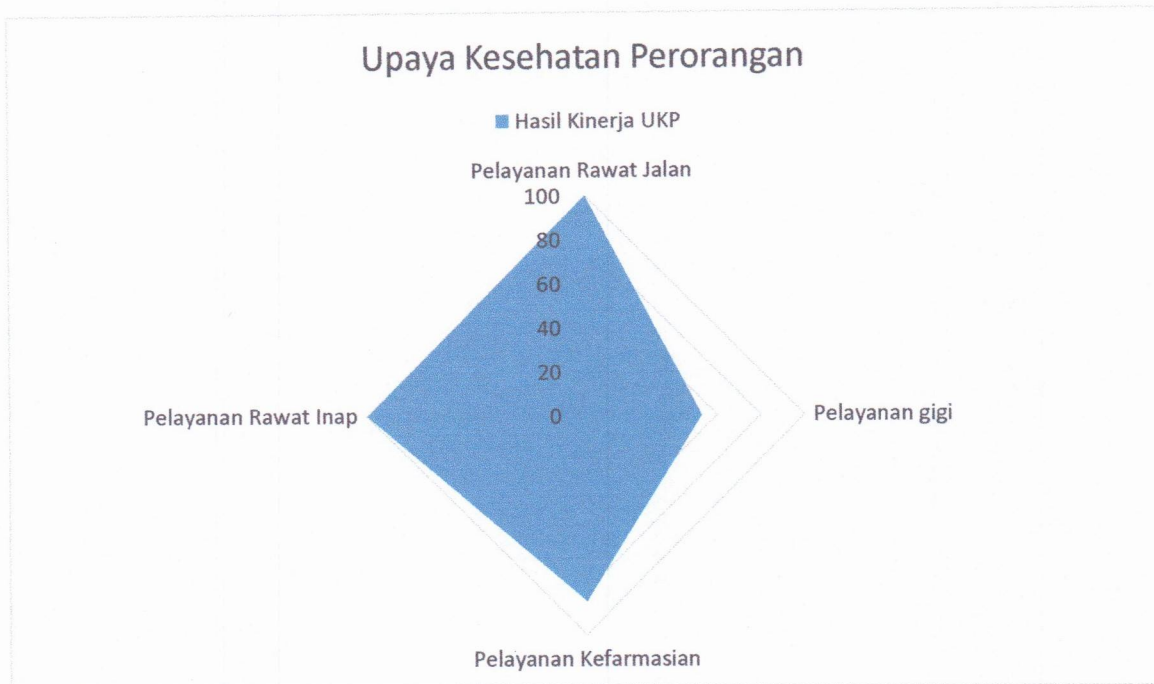 Upaya Kesehatan Perorangan
Hasil Kinerja UKP
Pelayanan Rawat Jalan
100
80
60
40
20
0
Pelayanan Rawat Inap
Pelayanan gigi
Pelayanan Kefarmasian